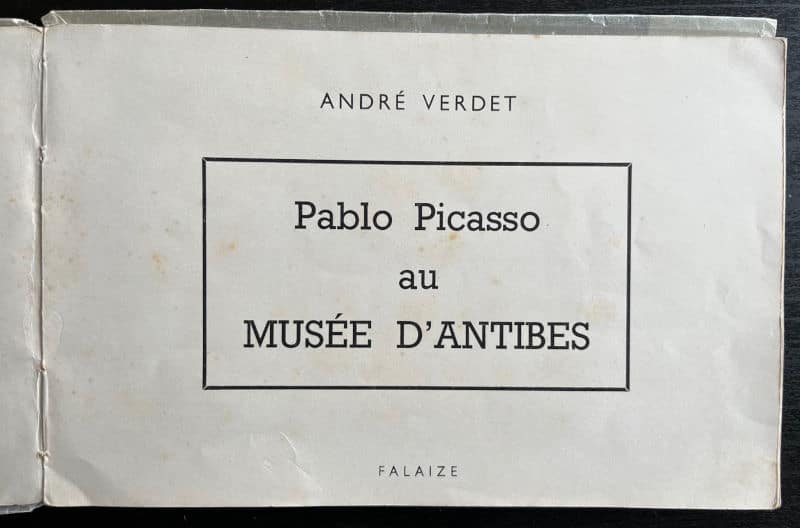 ANDRÉ VERDET
Pablo Picasso
au
MUSÉE D'ANTIBES
FALAIZE